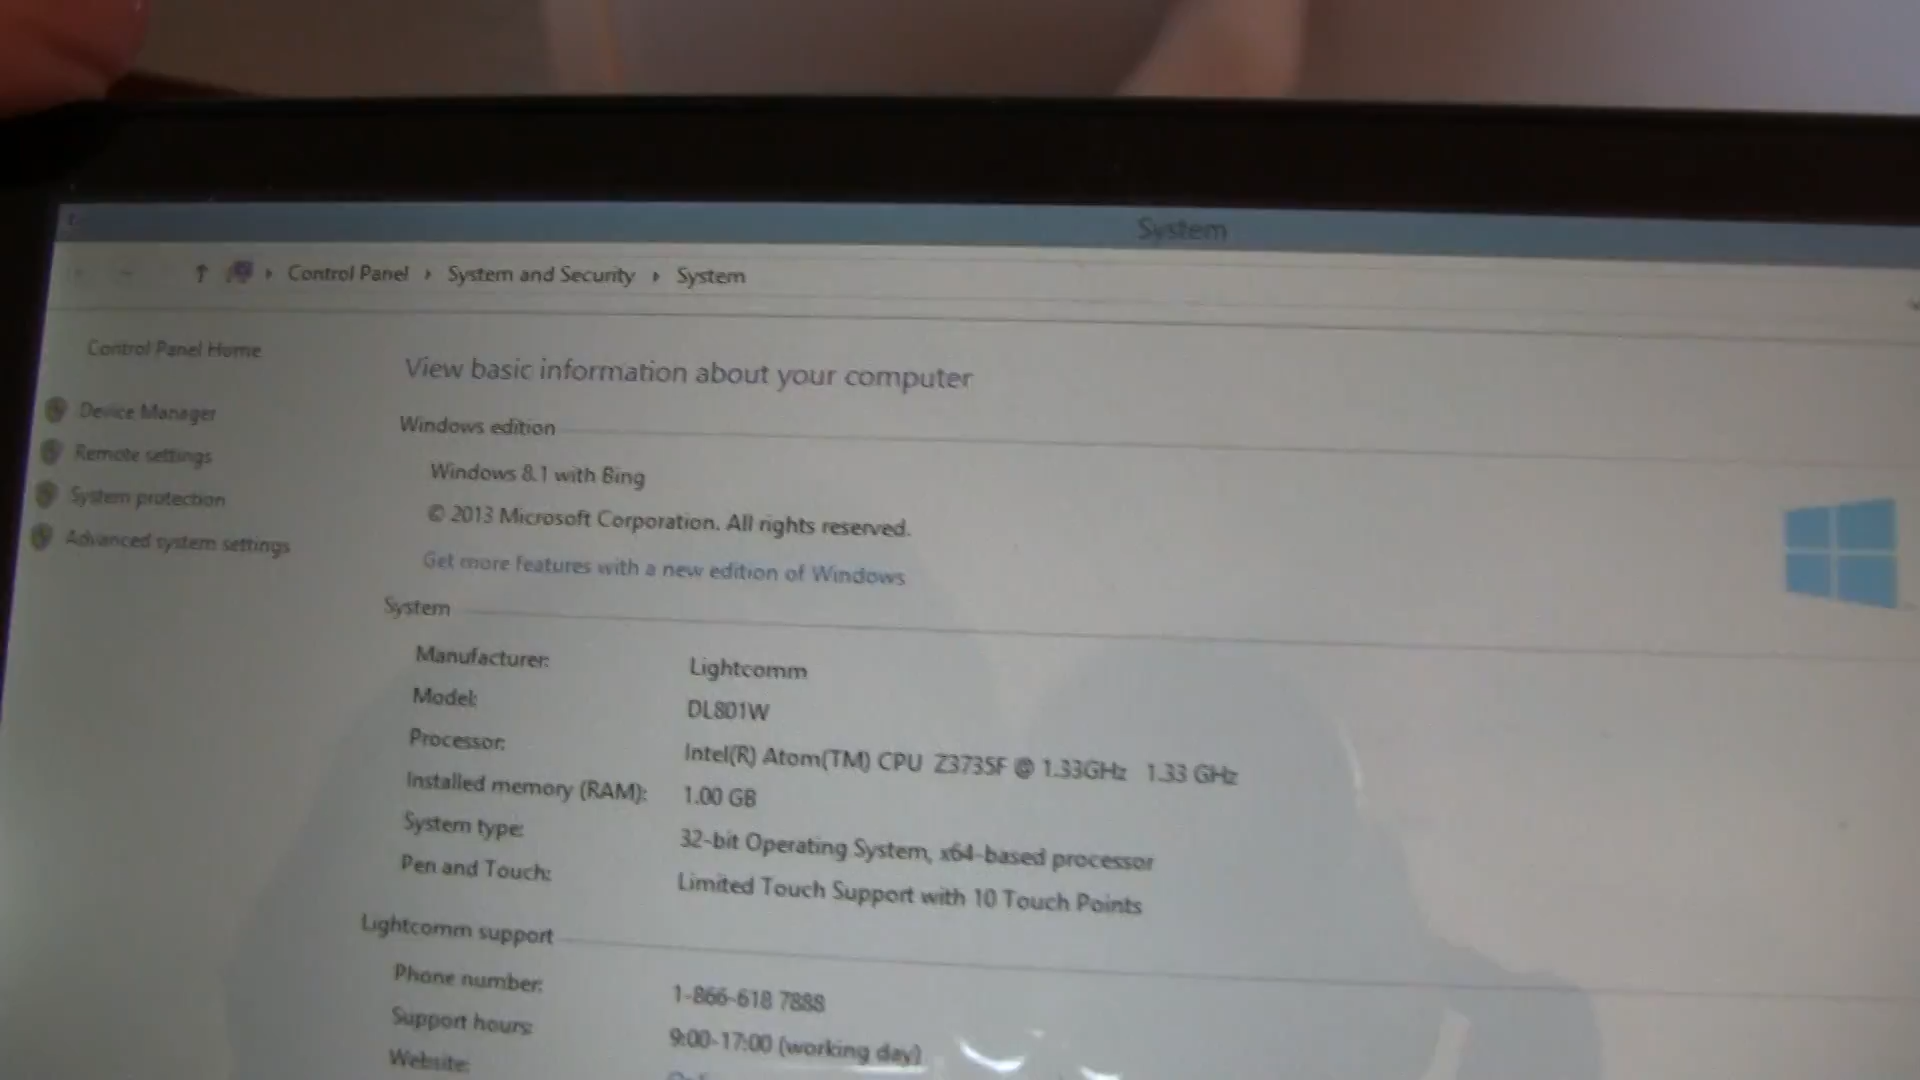 System
Control Panel › System and Security › System
Control Panel Home
Device Manager
Remote settings
System protection
Advanced system settings
View basic information about your computer
Windows edition
Windows 8.1 with Bing
© 2013 Microsoft Corporation. All rights reserved.
Get more features with a new edition of Windows
System
Manufacturer: Lightcomm
Model: DL801W
Processor: Intel(R) Atom(TM) CPU Z3735F @ 1.33GHz 1.33 GHz
Installed memory (RAM): 1.00 GB
System type: 32-bit Operating System, x64-based processor
Pen and Touch: Limited Touch Support with 10 Touch Points
Lightcomm support
Phone number: 1-866-618 7888
Support hours: 9:00-17:00 (working day)
Website: